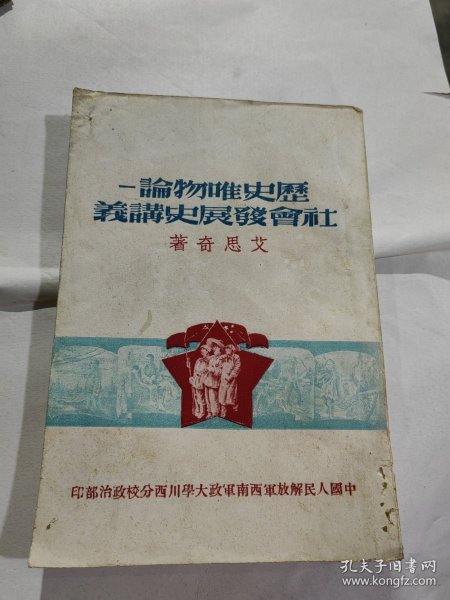 歷史唯物論一
社會發展史講義
艾思奇著
中國人民解放軍西南軍政大學川西分校政治部印
孔夫子旧书网
www.kongfz.com